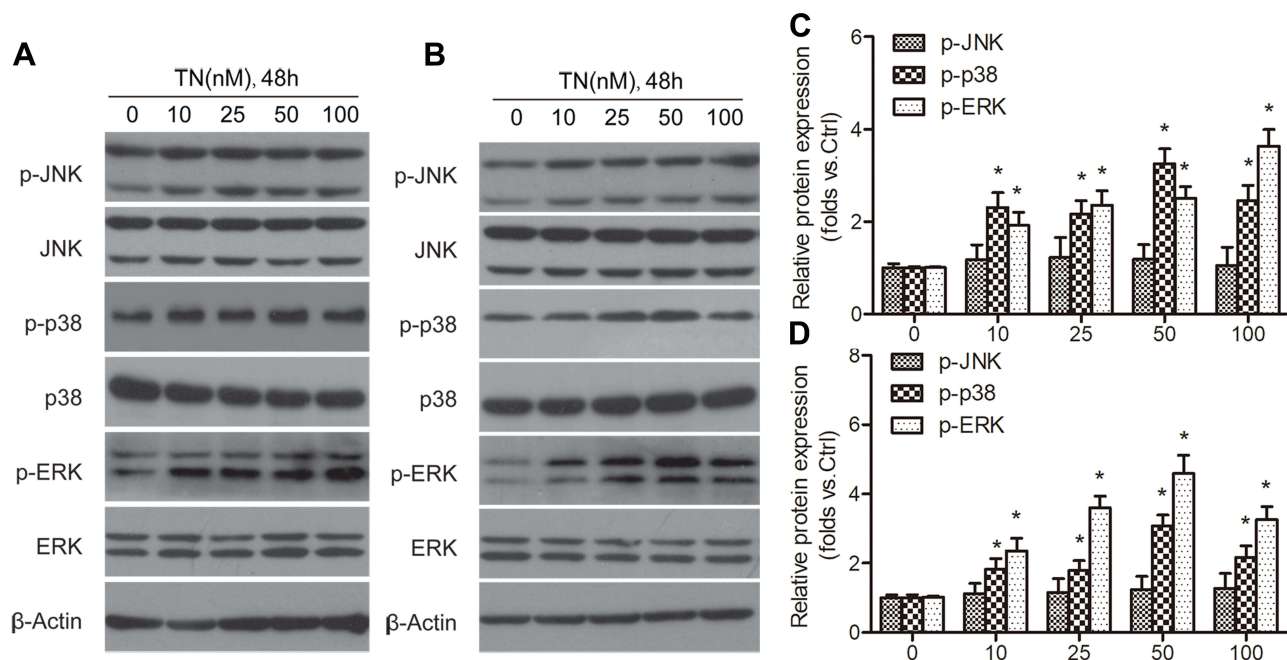 A
TN(nM), 48h
0 10 25 50 100
p-JNK
JNK
p-p38
p38
p-ERK
ERK
β-Actin
B
TN(nM), 48h
0 10 25 50 100
p-JNK
JNK
p-p38
p38
p-ERK
ERK
β-Actin
C
Relative protein expression
(folds vs.Ctrl)
6
4
2
0
p-JNK
p-p38
p-ERK
* *
* *
* *
* *
0 10 25 50 100
D
Relative protein expression
(folds vs.Ctrl)
8
6
4
2
0
p-JNK
p-p38
p-ERK
* *
* *
* *
* *
0 10 25 50 100